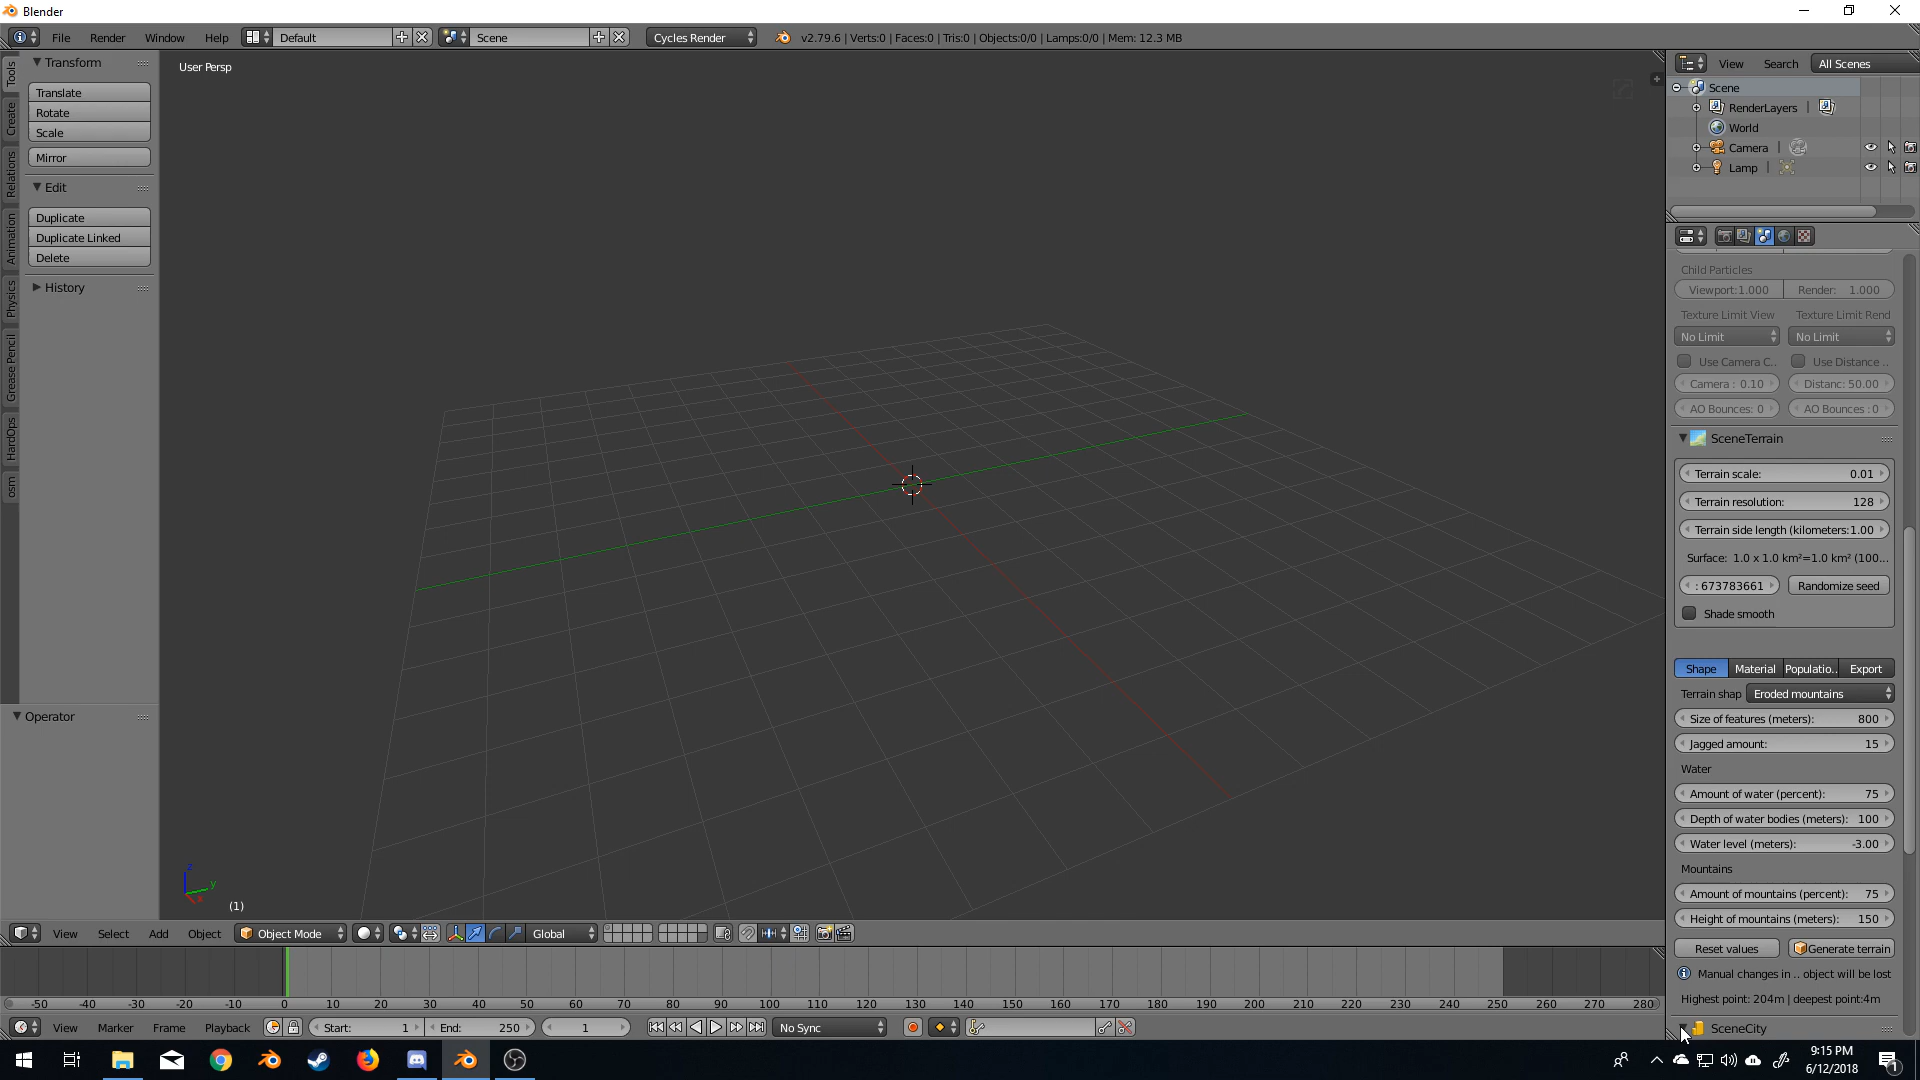 Blender
File Render Window Help Default Scene Cycles Render v2.79.6 | Verts:0 | Faces:0 | Tris:0 | Objects:0/0 | Lamps:0/0 | Mem: 12.3 MB
Tools
Create
Relations
Animation
Physics
Grease Pencil
HardOps
osm
Transform
Translate
Rotate
Scale
Mirror
Edit
Duplicate
Duplicate Linked
Delete
History
Operator
User Persp
z
y
x
(1)
View Select Add Object Object Mode Global
-50 -40 -30 -20 -10 0 10 20 30 40 50 60 70 80 90 100 110 120 130 140 150 160 170 180 190 200 210 220 230 240 250 260 270 280
View Marker Frame Playback Start: 1 End: 250 1 No Sync
View Search All Scenes
Scene
RenderLayers |
World
Camera |
Lamp |
Child Particles
Viewport:1.000 Render: 1.000
Texture Limit View Texture Limit Rend
No Limit No Limit
Use Camera C.. Use Distance ..
Camera : 0.10 Distanc: 50.00
AO Bounces: 0 AO Bounces : 0
SceneTerrain
Terrain scale: 0.01
Terrain resolution: 128
Terrain side length (kilometers:1.00
Surface: 1.0 x 1.0 km²=1.0 km² (100...
: 673783661 Randomize seed
Shade smooth
Shape Material Populatio.. Export
Terrain shap Eroded mountains
Size of features (meters): 800
Jagged amount: 15
Water
Amount of water (percent): 75
Depth of water bodies (meters): 100
Water level (meters): -3.00
Mountains
Amount of mountains (percent): 75
Height of mountains (meters): 150
Reset values Generate terrain
Manual changes in .. object will be lost
Highest point: 204m | deepest point:4m
SceneCity
9:15 PM
6/12/2018
1